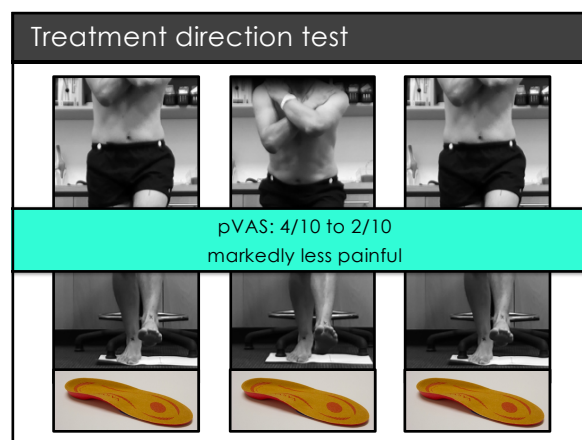 Treatment direction test
pVAS: 4/10 to 2/10
markedly less painful